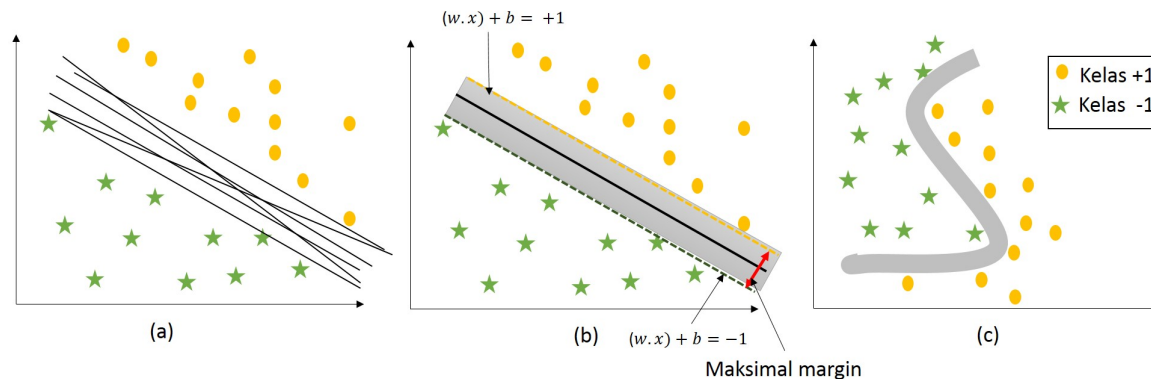 (w.x) + b = +1
Kelas +1
Kelas -1
(a)
(b)
(c)
(w.x) + b = −1
Maksimal margin